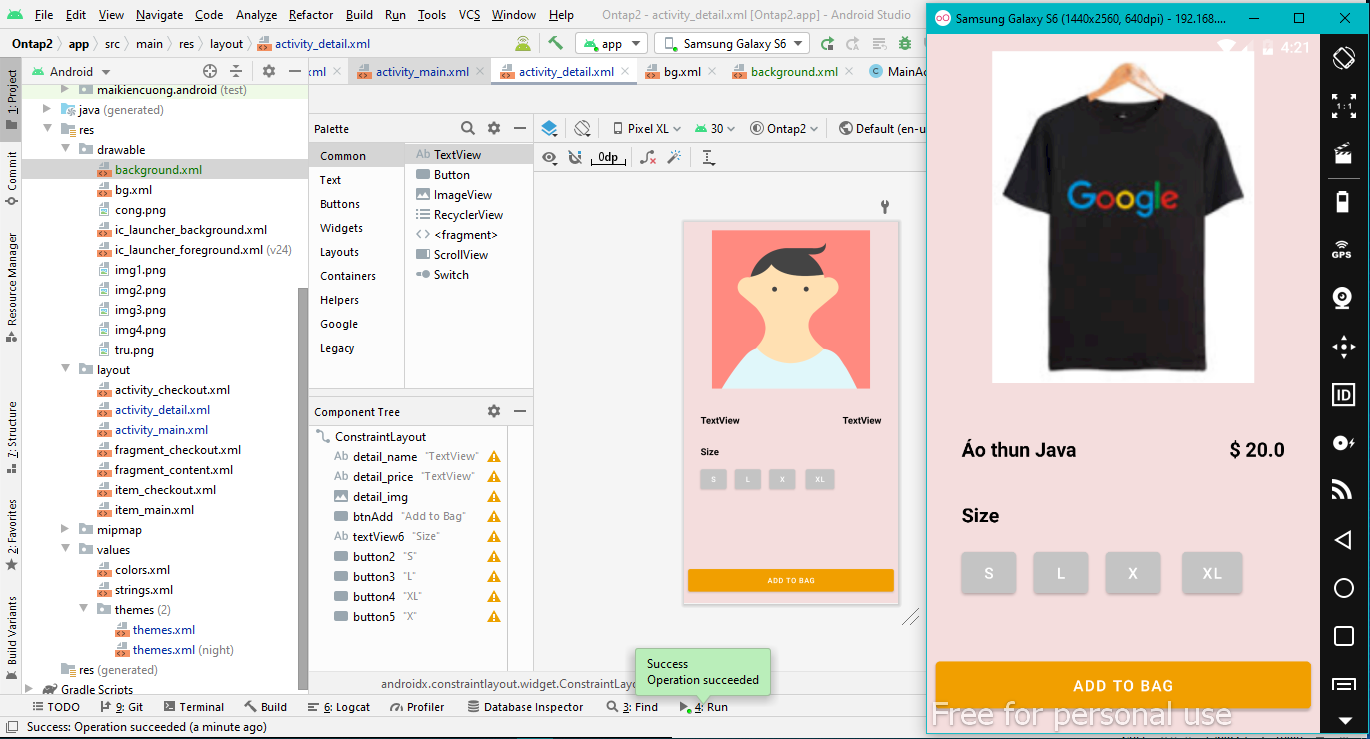 File Edit View Navigate Code Analyze Refactor Build Run Tools VCS Window Help Ontap2 - activity_detail.xml [Ontap2.app] - Android Studio
Ontap2 app src main res layout activity_detail.xml app Samsung Galaxy S6
Android
xml activity_main.xml activity_detail.xml bg.xml background.xml MainAc
1: Project
Commit
Resource Manager
7: Structure
2: Favorites
Build Variants
maikiencuong.android (test)
java (generated)
res
drawable
background.xml
bg.xml
cong.png
ic_launcher_background.xml
ic_launcher_foreground.xml (v24)
img1.png
img2.png
img3.png
img4.png
tru.png
layout
activity_checkout.xml
activity_detail.xml
activity_main.xml
fragment_checkout.xml
fragment_content.xml
item_checkout.xml
item_main.xml
mipmap
values
colors.xml
strings.xml
themes (2)
themes.xml
themes.xml (night)
res (generated)
Gradle Scripts
Palette
Common
Text
Buttons
Widgets
Layouts
Containers
Helpers
Google
Legacy
Ab TextView
Button
ImageView
RecyclerView
<fragment>
ScrollView
Switch
Component Tree
ConstraintLayout
Ab detail_name "TextView"
Ab detail_price "TextView"
detail_img
btnAdd "Add to Bag"
Ab textView6 "Size"
button2 "S"
button3 "L"
button4 "XL"
button5 "X"
Pixel XL 30 Ontap2 Default (en-u
0dp
TextView TextView
Size
S L X XL
ADD TO BAG
androidx.constraintlayout.widget.ConstraintLayo
Success
Operation succeeded
TODO 9: Git Terminal Build 6: Logcat Profiler Database Inspector 3: Find 4: Run
Success: Operation succeeded (a minute ago)
Samsung Galaxy S6 (1440x2560, 640dpi) - 192.168....
4:21
Google
Áo thun Java $ 20.0
Size
S L X XL
ADD TO BAG
Free for personal use
1:1
GPS
ID